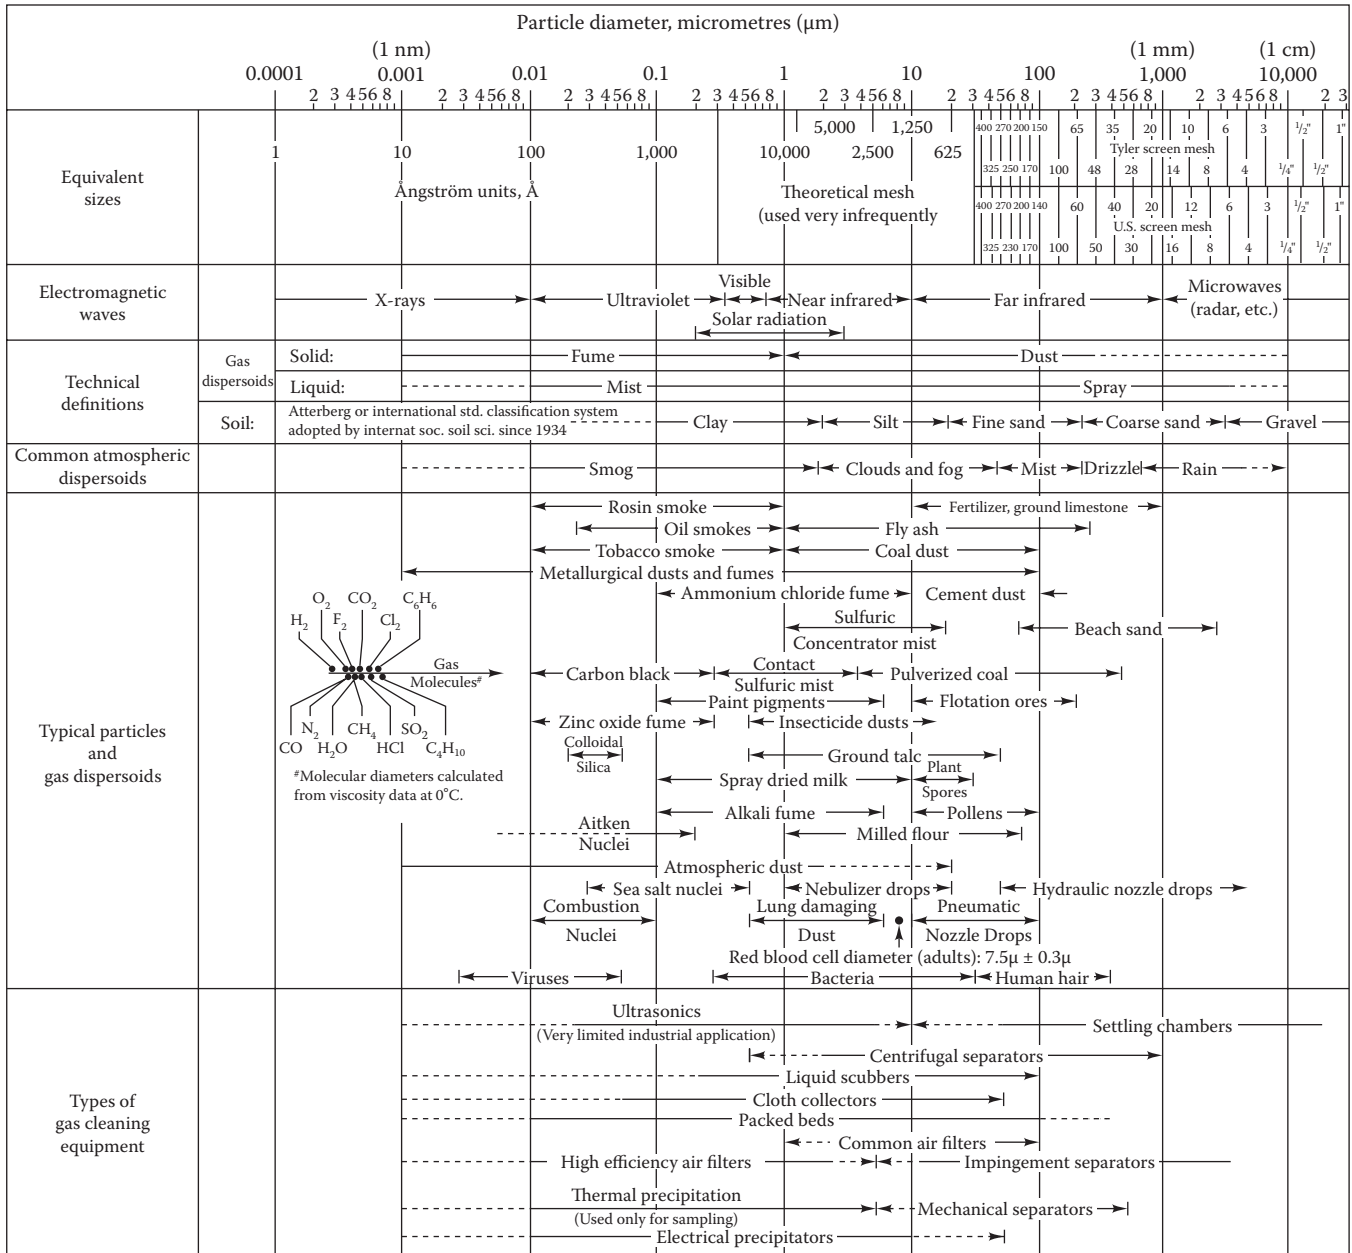 Particle diameter, micrometres (μm)
(1 nm) (1 mm) (1 cm)
0.0001 0.001 0.01 0.1 1 10 100 1,000 10,000
2 3 4 5 6 8 2 3 4 5 6 8 2 3 4 5 6 8 2 3 4 5 6 8 2 3 4 5 6 8 2 3 4 5 6 8 2 3 4 5 6 8 2 3 4 5 6 8 2 3
Equivalent
sizes
5,000 1,250
1 10 100 1,000 10,000 2,500 625
Ångström units, Å
Theoretical mesh
(used very infrequently
400 270 200 150 65 35 20 10 6 3 1/2" 1"
Tyler screen mesh
325 250 170 100 48 28 14 8 4 1/4" 1/2"
400 270 200 140 60 40 20 12 6 3 1/2" 1"
U.S. screen mesh
325 230 170 100 50 30 16 8 4 1/4" 1/2"
Electromagnetic
waves
Visible
X-rays Ultraviolet Near infrared Far infrared
Microwaves
(radar, etc.)
Solar radiation
Technical
definitions
Gas
dispersoids
Solid: Fume Dust
Liquid: Mist Spray
Soil:
Atterberg or international std. classification system
adopted by internat soc. soil sci. since 1934
Clay Silt Fine sand Coarse sand Gravel
Common atmospheric
dispersoids
Smog Clouds and fog Mist Drizzle Rain
Typical particles
and
gas dispersoids
Rosin smoke Fertilizer, ground limestone
Oil smokes Fly ash
Tobacco smoke Coal dust
Metallurgical dusts and fumes
Ammonium chloride fume Cement dust
O2 CO2 C6H6
H2 F2 Cl2
Sulfuric
Concentrator mist
Beach sand
Gas
Molecules#
Carbon black
Contact
Sulfuric mist
Pulverized coal
Paint pigments Flotation ores
N2 CH4 SO2
CO H2O HCl C4H10
Zinc oxide fume Insecticide dusts
Colloidal
Silica
Ground talc
#Molecular diameters calculated
from viscosity data at 0°C.
Spray dried milk
Plant
Spores
Alkali fume Pollens
Aitken
Nuclei
Milled flour
Atmospheric dust
Sea salt nuclei Nebulizer drops Hydraulic nozzle drops
Combustion
Nuclei
Lung damaging
Dust
Pneumatic
Nozzle Drops
Red blood cell diameter (adults): 7.5μ ± 0.3μ
Viruses Bacteria Human hair
Types of
gas cleaning
equipment
Ultrasonics
(Very limited industrial application)
Settling chambers
Centrifugal separators
Liquid scubbers
Cloth collectors
Packed beds
Common air filters
High efficiency air filters Impingement separators
Thermal precipitation
(Used only for sampling)
Mechanical separators
Electrical precipitators